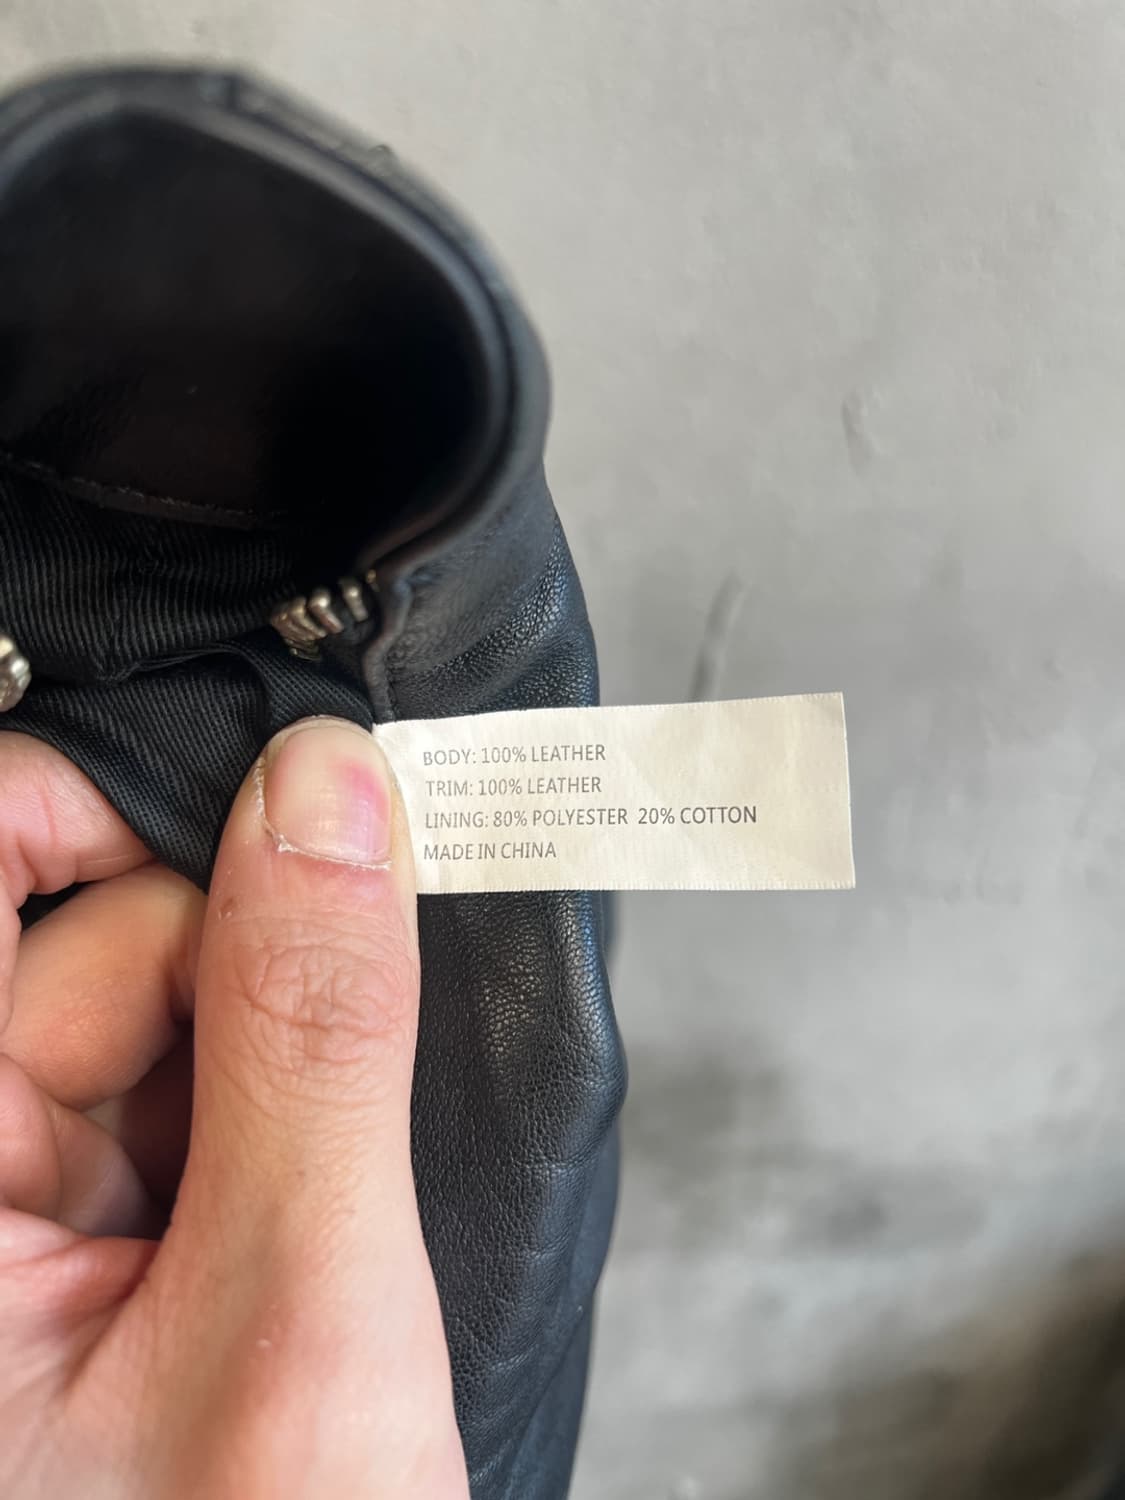 BODY: 100% LEATHER
TRIM: 100% LEATHER
LINING: 80% POLYESTER 20% COTTON
MADE IN CHINA